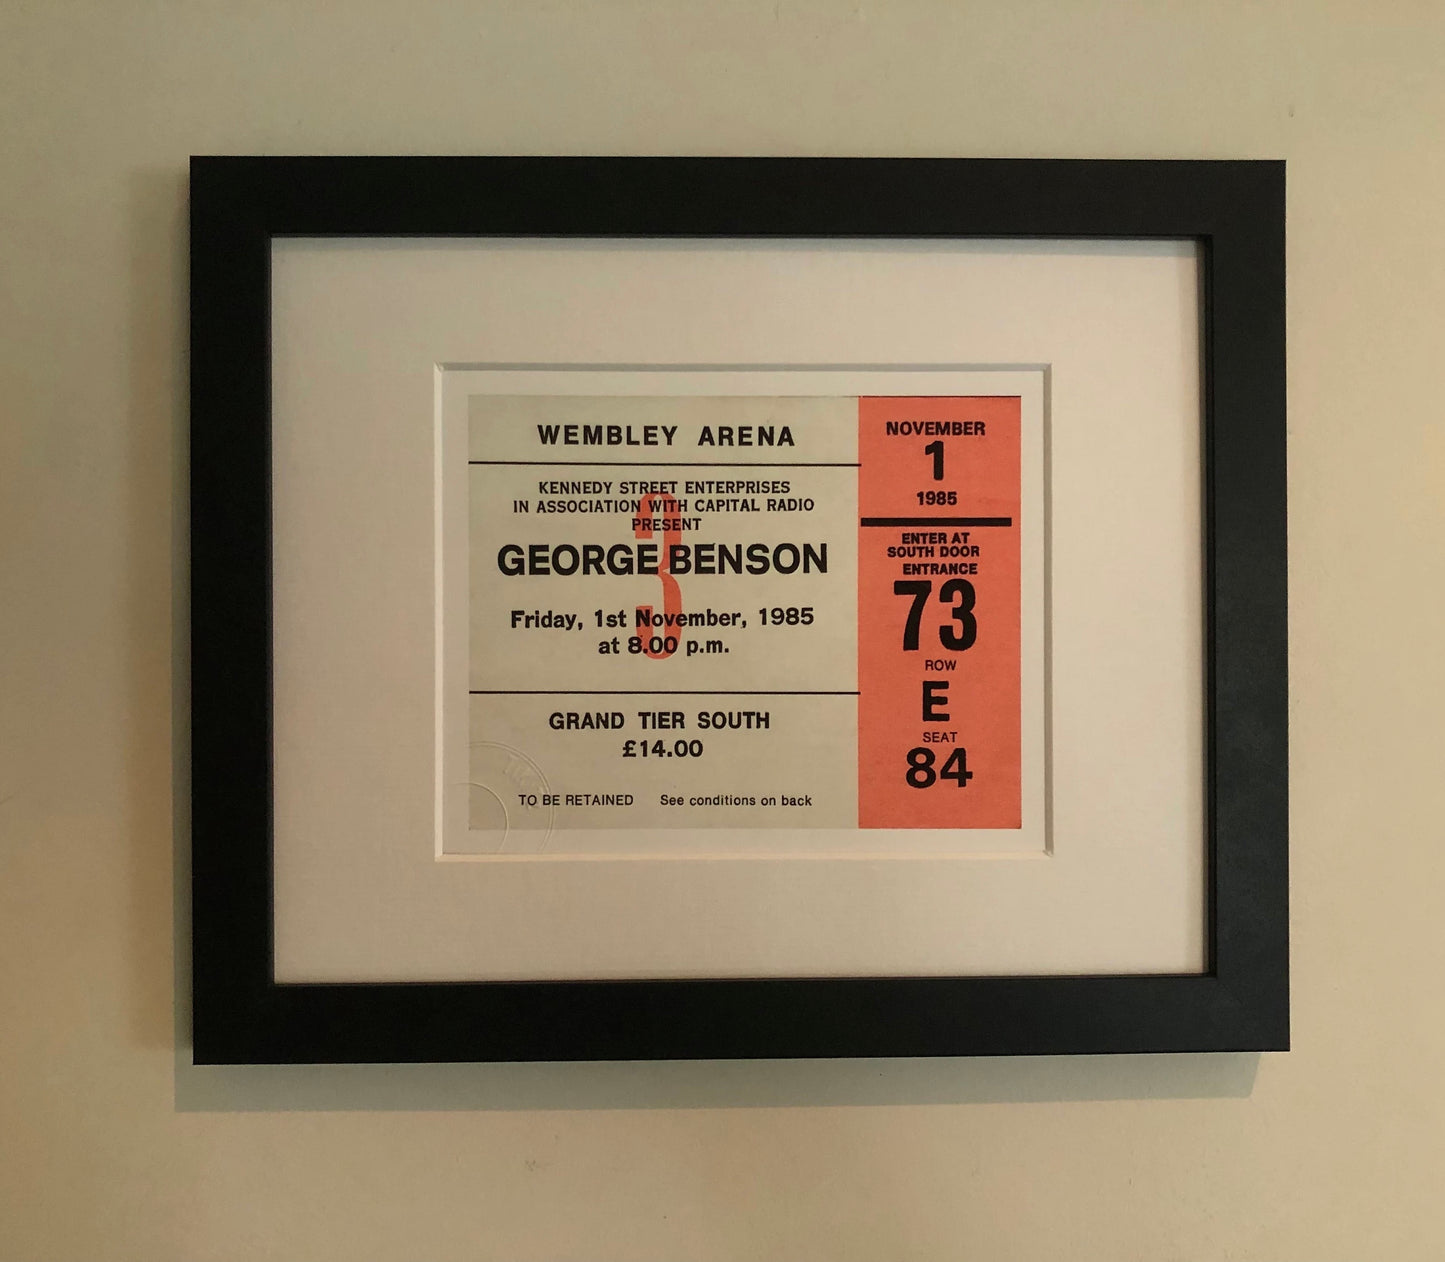 WEMBLEY ARENA
KENNEDY STREET ENTERPRISES
IN ASSOCIATION WITH CAPITAL RADIO
PRESENT
3
GEORGE BENSON
Friday, 1st November, 1985
at 8.00 p.m.
GRAND TIER SOUTH
£14.00
TO BE RETAINED See conditions on back
NOVEMBER
1
1985
ENTER AT
SOUTH DOOR
ENTRANCE
73
ROW
E
SEAT
84